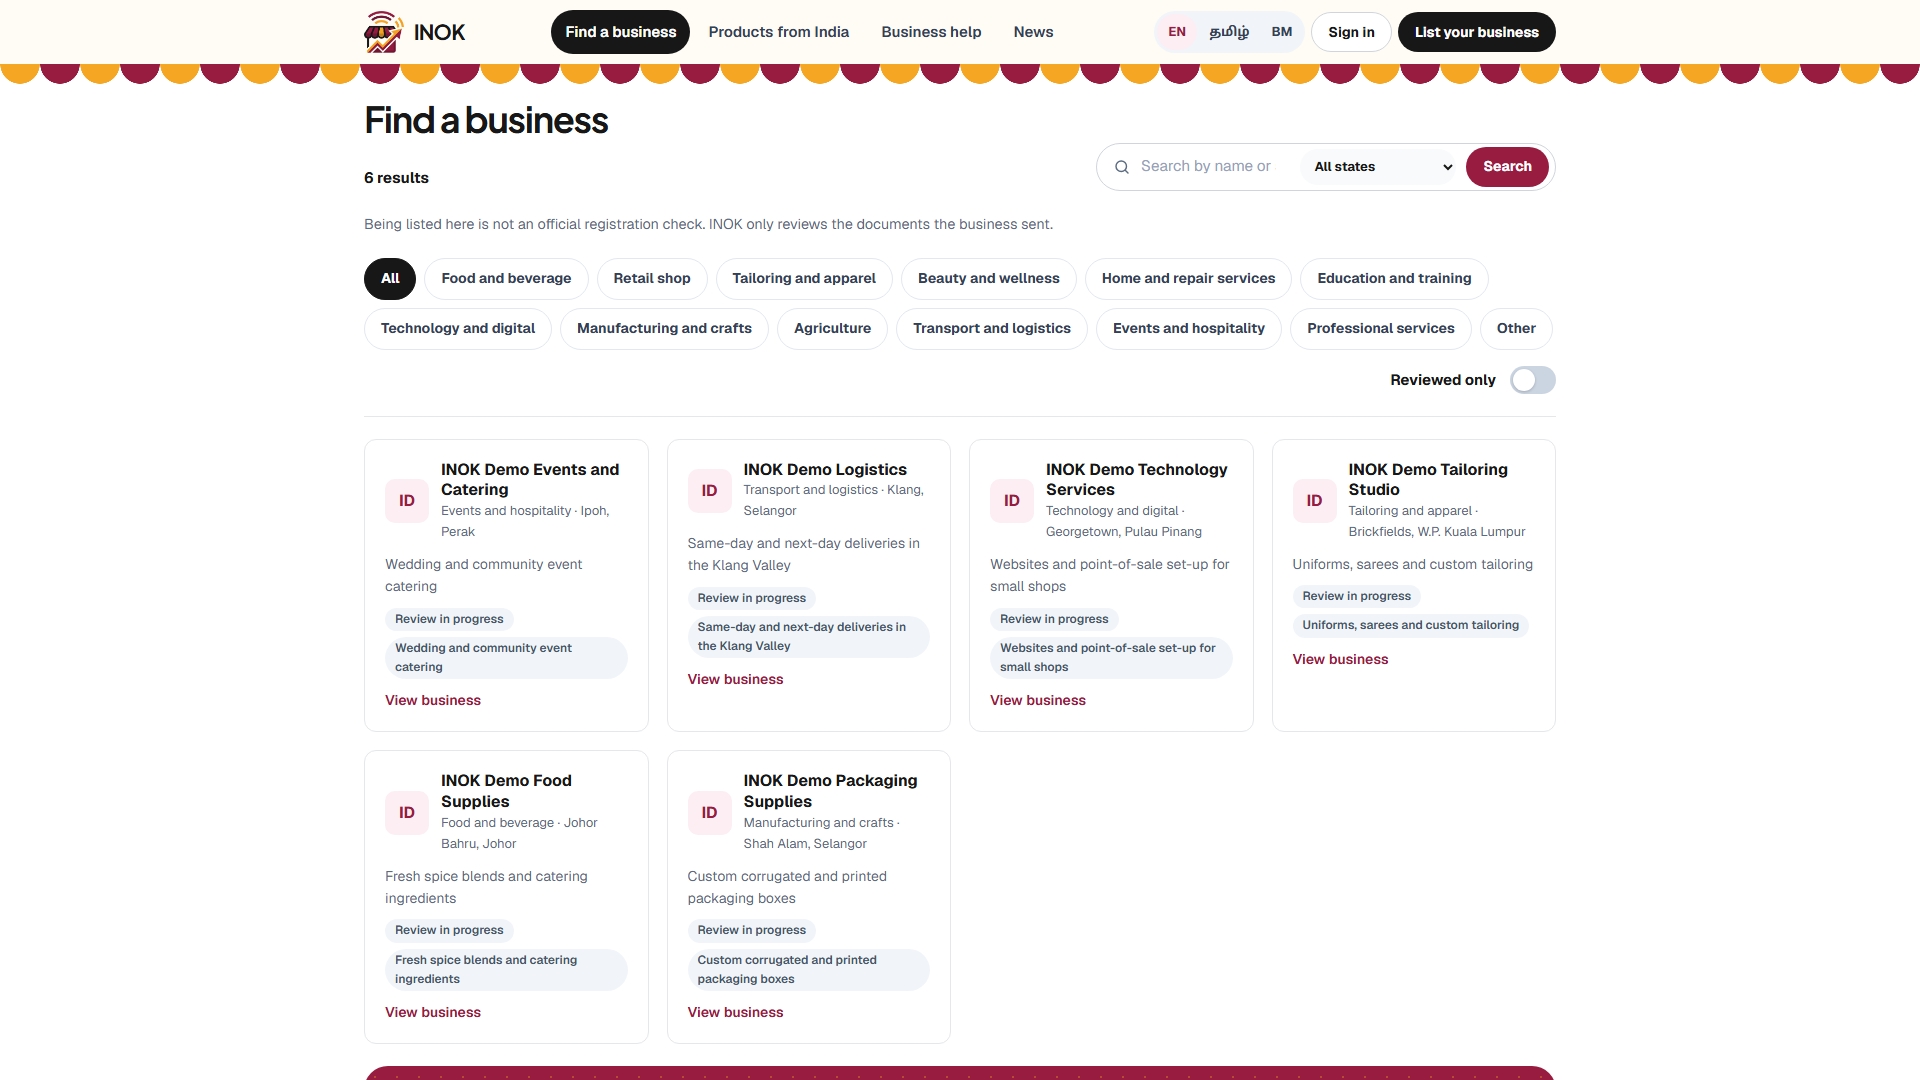 INOK
Find a business
Products from India
Business help
News
EN
தமிழ்
BM
Sign in
List your business
Find a business
6 results
Search by name or
All states
Search
Being listed here is not an official registration check. INOK only reviews the documents the business sent.
All
Food and beverage
Retail shop
Tailoring and apparel
Beauty and wellness
Home and repair services
Education and training
Technology and digital
Manufacturing and crafts
Agriculture
Transport and logistics
Events and hospitality
Professional services
Other
Reviewed only
ID
INOK Demo Events and
Catering
Events and hospitality · Ipoh,
Perak
Wedding and community event
catering
Review in progress
Wedding and community event
catering
View business
ID
INOK Demo Logistics
Transport and logistics · Klang,
Selangor
Same-day and next-day deliveries in
the Klang Valley
Review in progress
Same-day and next-day deliveries in
the Klang Valley
View business
ID
INOK Demo Technology
Services
Technology and digital ·
Georgetown, Pulau Pinang
Websites and point-of-sale set-up for
small shops
Review in progress
Websites and point-of-sale set-up for
small shops
View business
ID
INOK Demo Tailoring
Studio
Tailoring and apparel ·
Brickfields, W.P. Kuala Lumpur
Uniforms, sarees and custom tailoring
Review in progress
Uniforms, sarees and custom tailoring
View business
ID
INOK Demo Food
Supplies
Food and beverage · Johor
Bahru, Johor
Fresh spice blends and catering
ingredients
Review in progress
Fresh spice blends and catering
ingredients
View business
ID
INOK Demo Packaging
Supplies
Manufacturing and crafts ·
Shah Alam, Selangor
Custom corrugated and printed
packaging boxes
Review in progress
Custom corrugated and printed
packaging boxes
View business